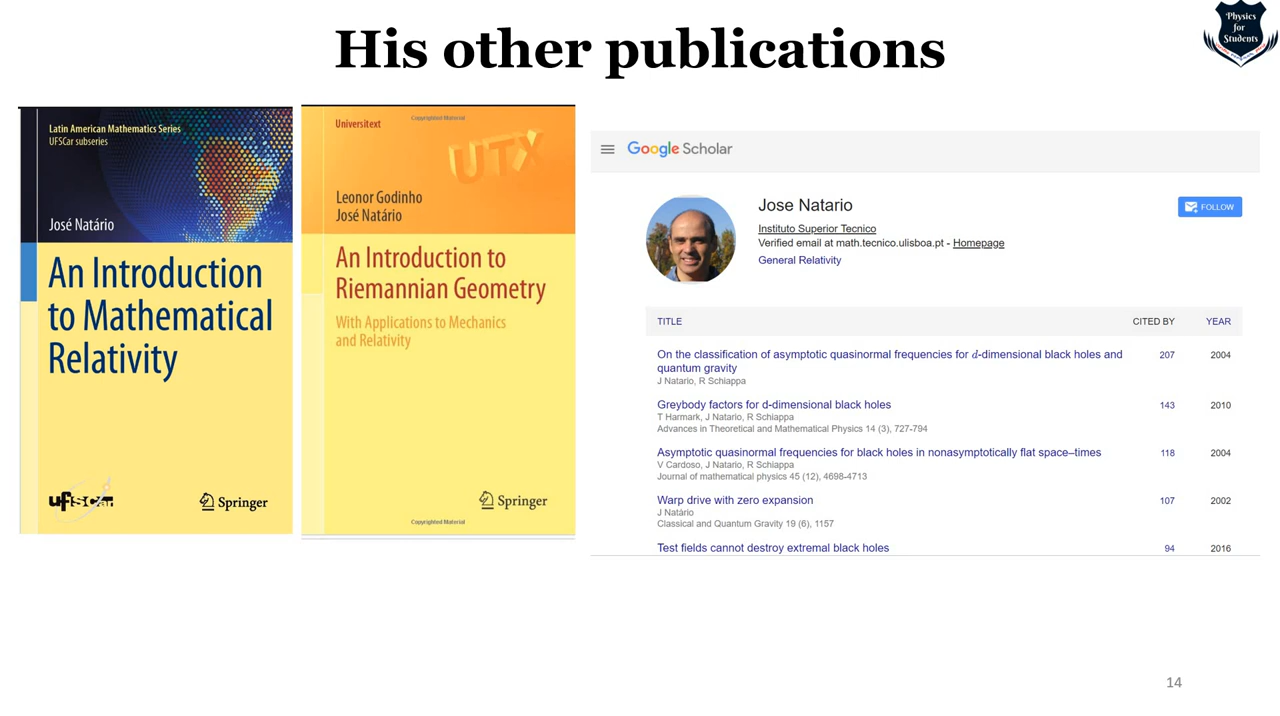 His other publications
Physics
for
Students
Latin American Mathematics Series
UFSCar subseries
José Natário
An Introduction
to Mathematical
Relativity
Springer
Universitext
Copyrighted Material
UTX
Leonor Godinho
José Natário
An Introduction to
Riemannian Geometry
With Applications to Mechanics
and Relativity
Springer
Copyrighted Material
Google Scholar
Jose Natario
FOLLOW
Instituto Superior Tecnico
Verified email at math.tecnico.ulisboa.pt - Homepage
General Relativity
TITLE CITED BY YEAR
On the classification of asymptotic quasinormal frequencies for d-dimensional black holes and 207 2004
quantum gravity
J Natario, R Schiappa
Greybody factors for d-dimensional black holes 143 2010
T Harmark, J Natario, R Schiappa
Advances in Theoretical and Mathematical Physics 14 (3), 727-794
Asymptotic quasinormal frequencies for black holes in nonasymptotically flat space–times 118 2004
V Cardoso, J Natario, R Schiappa
Journal of mathematical physics 45 (12), 4698-4713
Warp drive with zero expansion 107 2002
J Natário
Classical and Quantum Gravity 19 (6), 1157
Test fields cannot destroy extremal black holes 94 2016
14